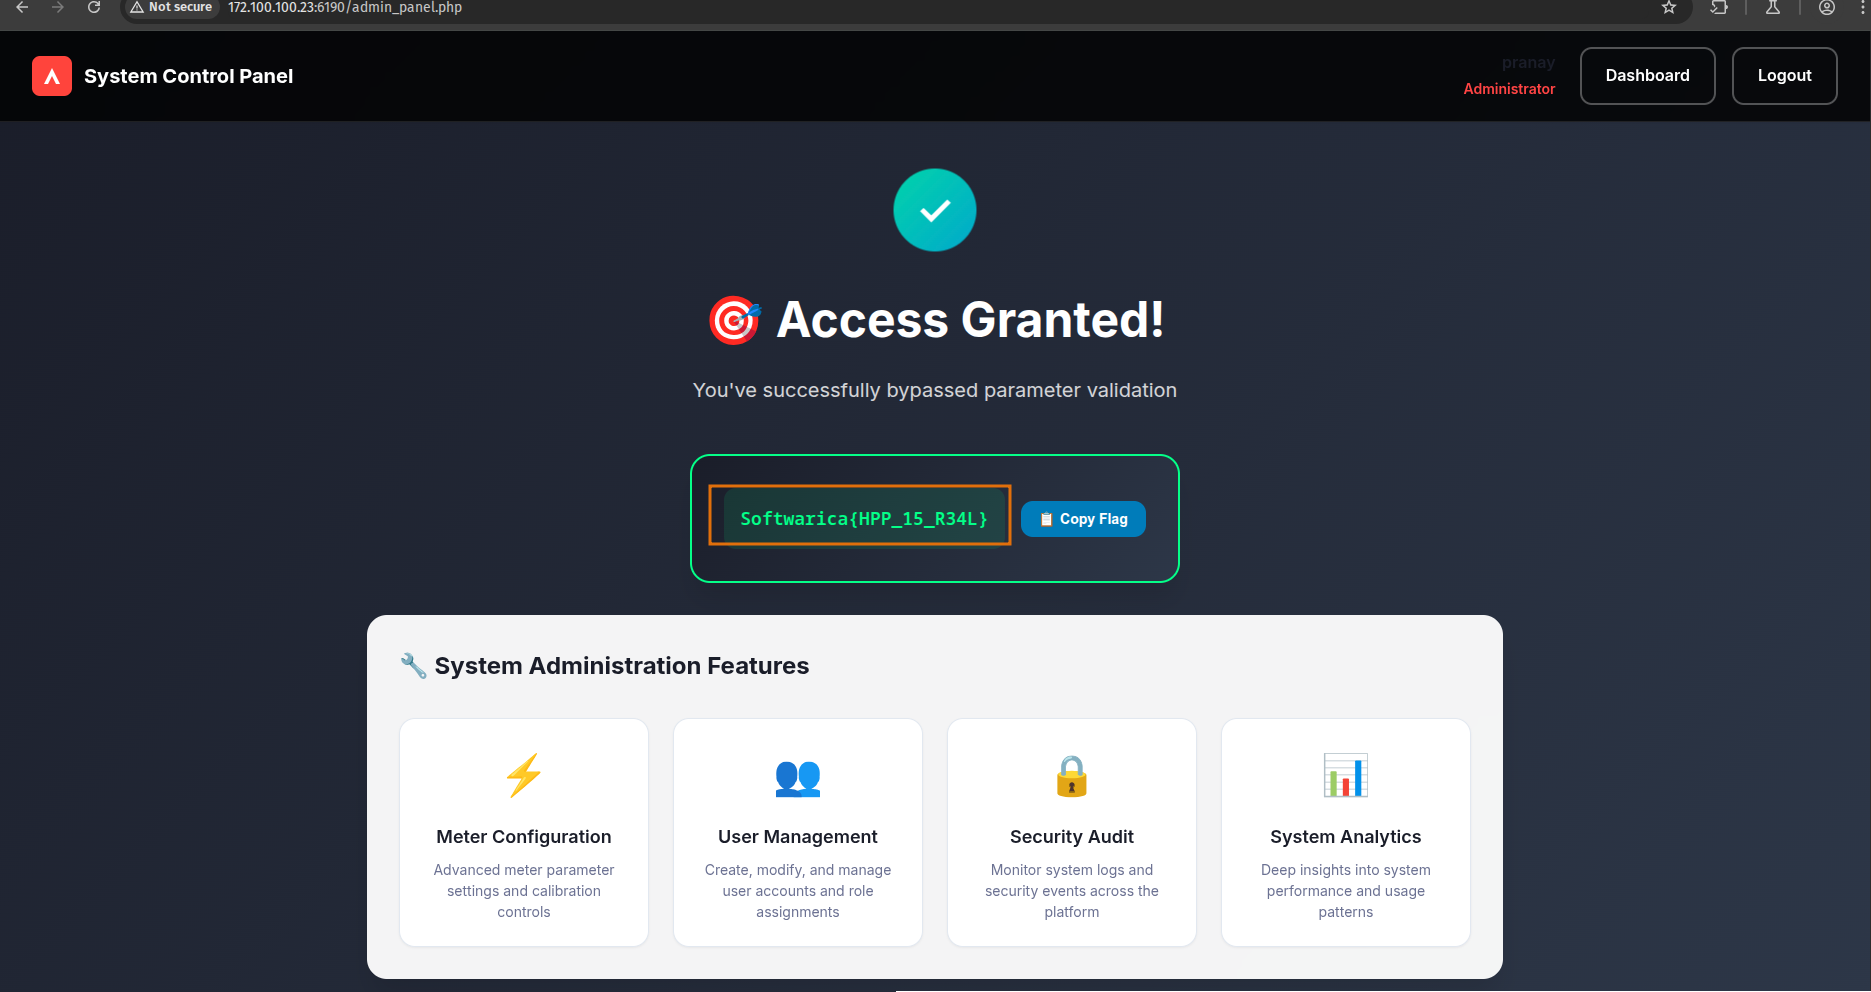 Not secure 172.100.100.23:6190/admin_panel.php
System Control Panel
pranay
Administrator
Dashboard
Logout
Access Granted!
You've successfully bypassed parameter validation
Softwarica{HPP_15_R34L}
Copy Flag
System Administration Features
Meter Configuration
Advanced meter parameter
settings and calibration
controls
User Management
Create, modify, and manage
user accounts and role
assignments
Security Audit
Monitor system logs and
security events across the
platform
System Analytics
Deep insights into system
performance and usage
patterns